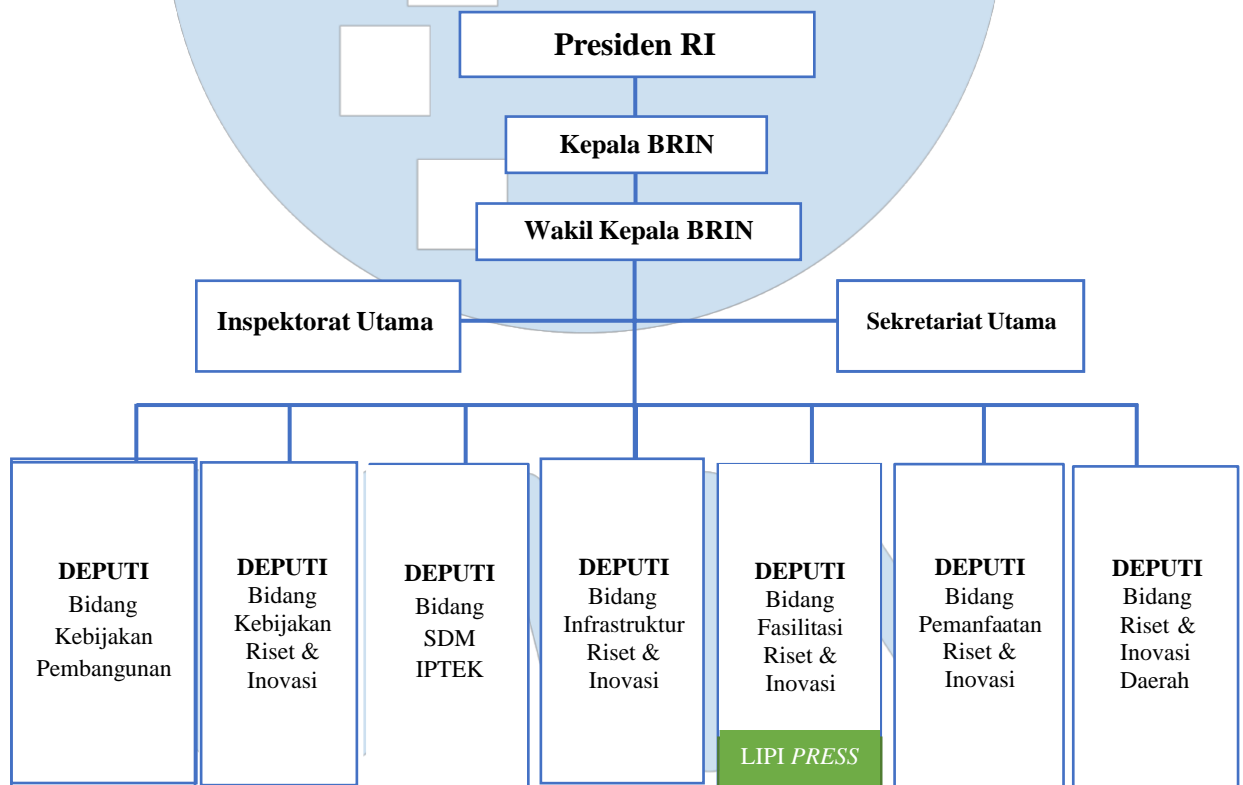 Presiden RI
Kepala BRIN
Wakil Kepala BRIN
Inspektorat Utama
Sekretariat Utama
DEPUTI
Bidang
Kebijakan
Pembangunan
DEPUTI
Bidang
Kebijakan
Riset &
Inovasi
DEPUTI
Bidang
SDM
IPTEK
DEPUTI
Bidang
Infrastruktur
Riset &
Inovasi
DEPUTI
Bidang
Fasilitasi
Riset &
Inovasi
LIPI PRESS
DEPUTI
Bidang
Pemanfaatan
Riset &
Inovasi
DEPUTI
Bidang
Riset &
Inovasi
Daerah